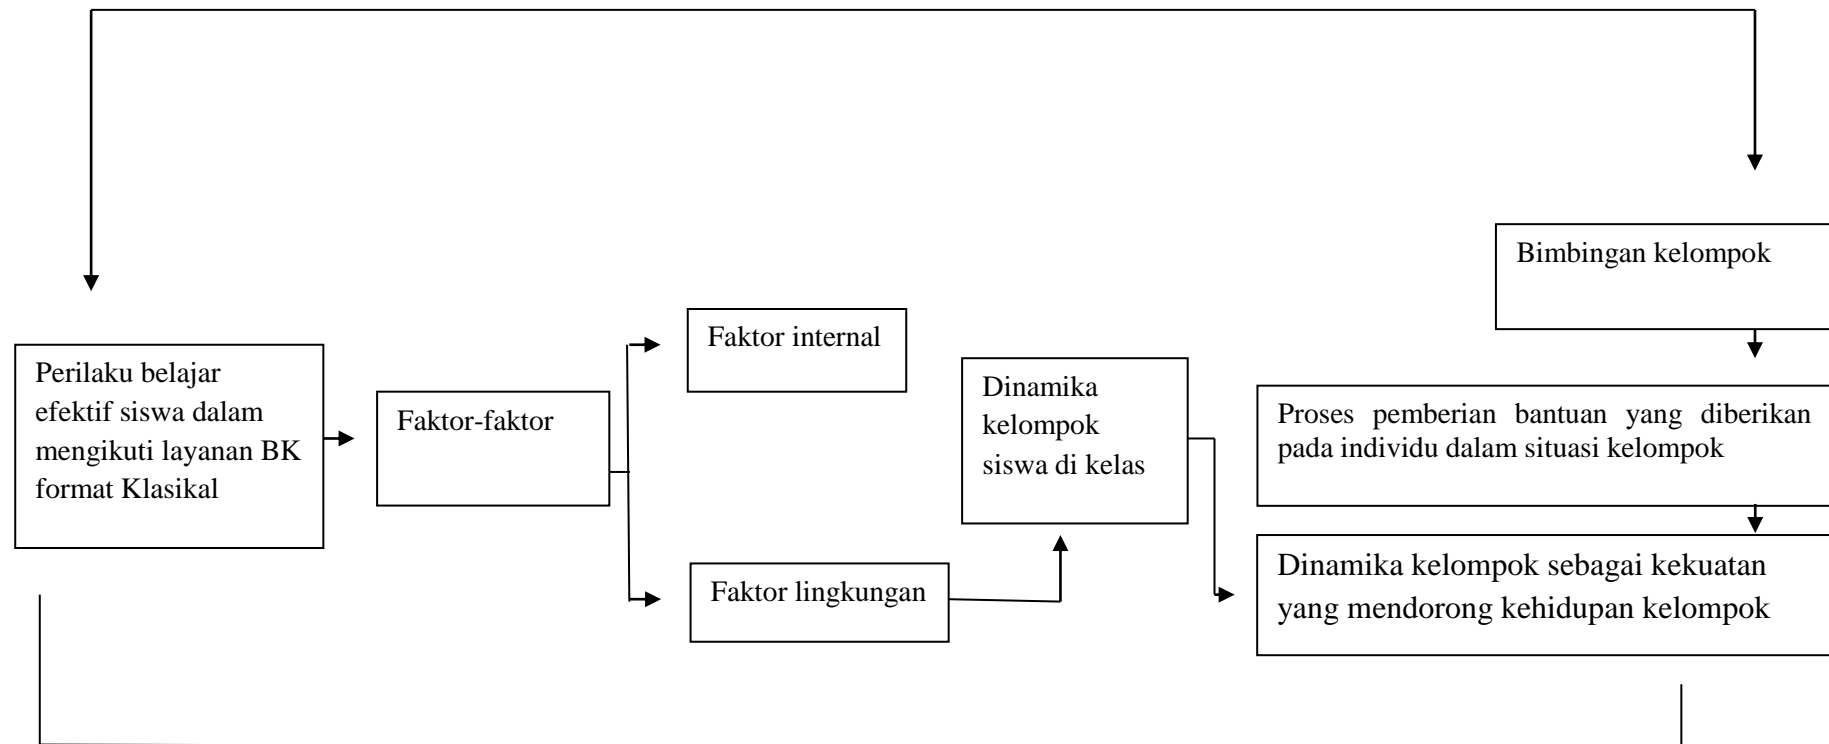 Bimbingan kelompok
Faktor internal
Perilaku belajar
efektif siswa dalam
mengikuti layanan BK
format Klasikal
Faktor-faktor
Dinamika
kelompok
siswa di kelas
Proses pemberian bantuan yang diberikan
pada individu dalam situasi kelompok
Faktor lingkungan
Dinamika kelompok sebagai kekuatan
yang mendorong kehidupan kelompok